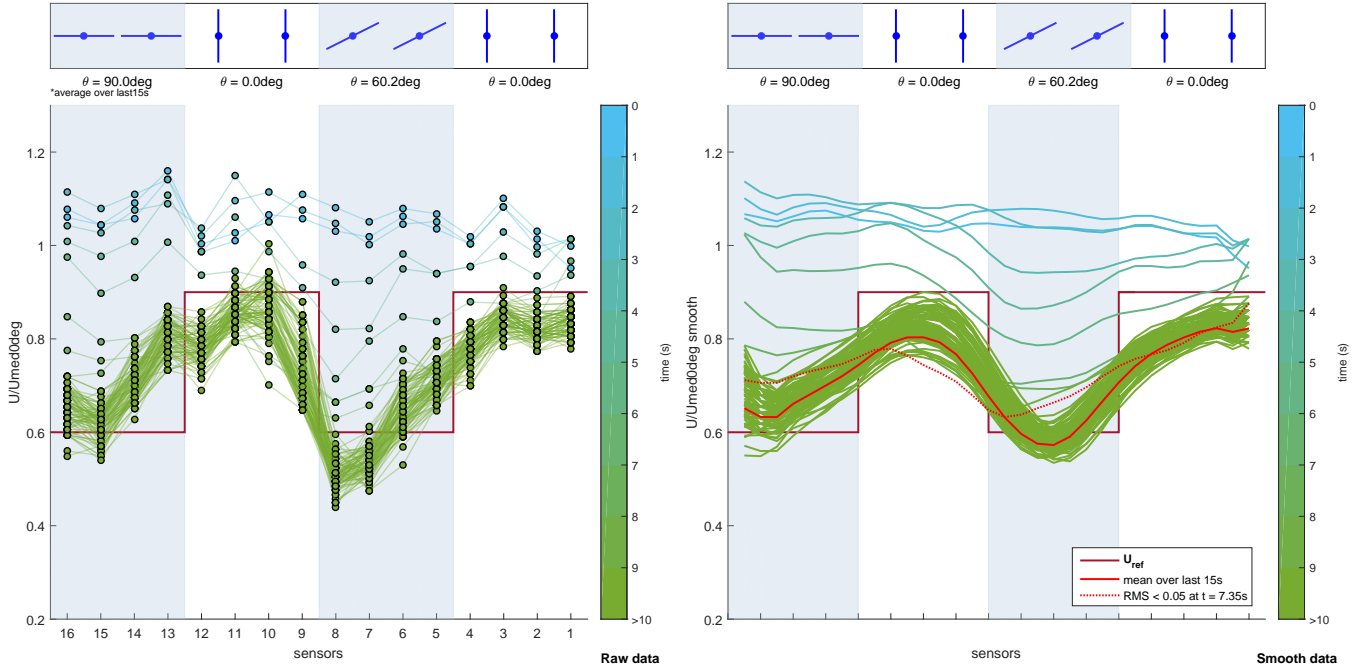 θ = 90.0deg
θ = 0.0deg
θ = 60.2deg
θ = 0.0deg
*average over last15s
U/Umed0deg
1.2
1
0.8
0.6
0.4
0.2
16 15 14 13 12 11 10 9 8 7 6 5 4 3 2 1
sensors
0
1
2
3
4
5
6
7
8
9
>10
time (s)
Raw data
θ = 90.0deg
θ = 0.0deg
θ = 60.2deg
θ = 0.0deg
U/Umed0deg smooth
1.2
1
0.8
0.6
0.4
0.2
sensors
U_ref
mean over last 15s
RMS < 0.05 at t = 7.35s
0
1
2
3
4
5
6
7
8
9
>10
time (s)
Smooth data